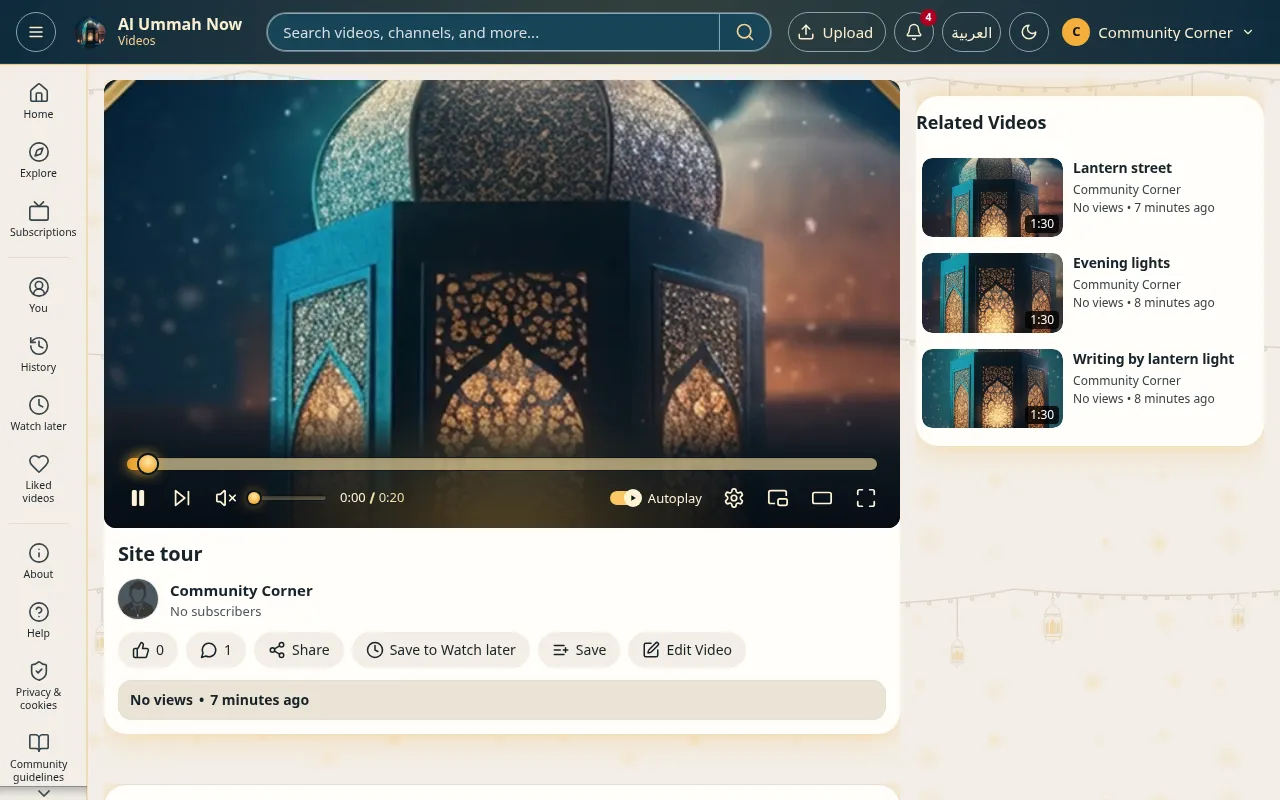 Al Ummah Now
Videos
Search videos, channels, and more...
Upload
4
العربية
C
Community Corner
Home
Explore
Subscriptions
You
History
Watch later
Liked
videos
About
Help
Privacy &
cookies
Community
guidelines
0:00 / 0:20
Autoplay
Site tour
Community Corner
No subscribers
0
1
Share
Save to Watch later
Save
Edit Video
No views • 7 minutes ago
Related Videos
Lantern street
Community Corner
No views • 7 minutes ago
1:30
Evening lights
Community Corner
No views • 8 minutes ago
1:30
Writing by lantern light
Community Corner
No views • 8 minutes ago
1:30